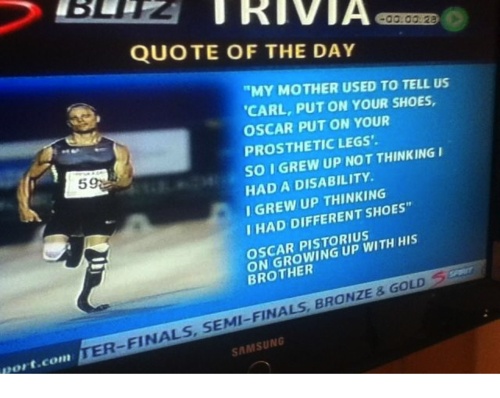 BLITZ TRIVIA
-00:00:28
QUOTE OF THE DAY
"MY MOTHER USED TO TELL US
'CARL, PUT ON YOUR SHOES,
OSCAR PUT ON YOUR
PROSTHETIC LEGS'.
SO I GREW UP NOT THINKING I
HAD A DISABILITY.
I GREW UP THINKING
I HAD DIFFERENT SHOES"
OSCAR PISTORIUS
ON GROWING UP WITH HIS
BROTHER
59
port.com TER-FINALS, SEMI-FINALS, BRONZE & GOLD
SAMSUNG